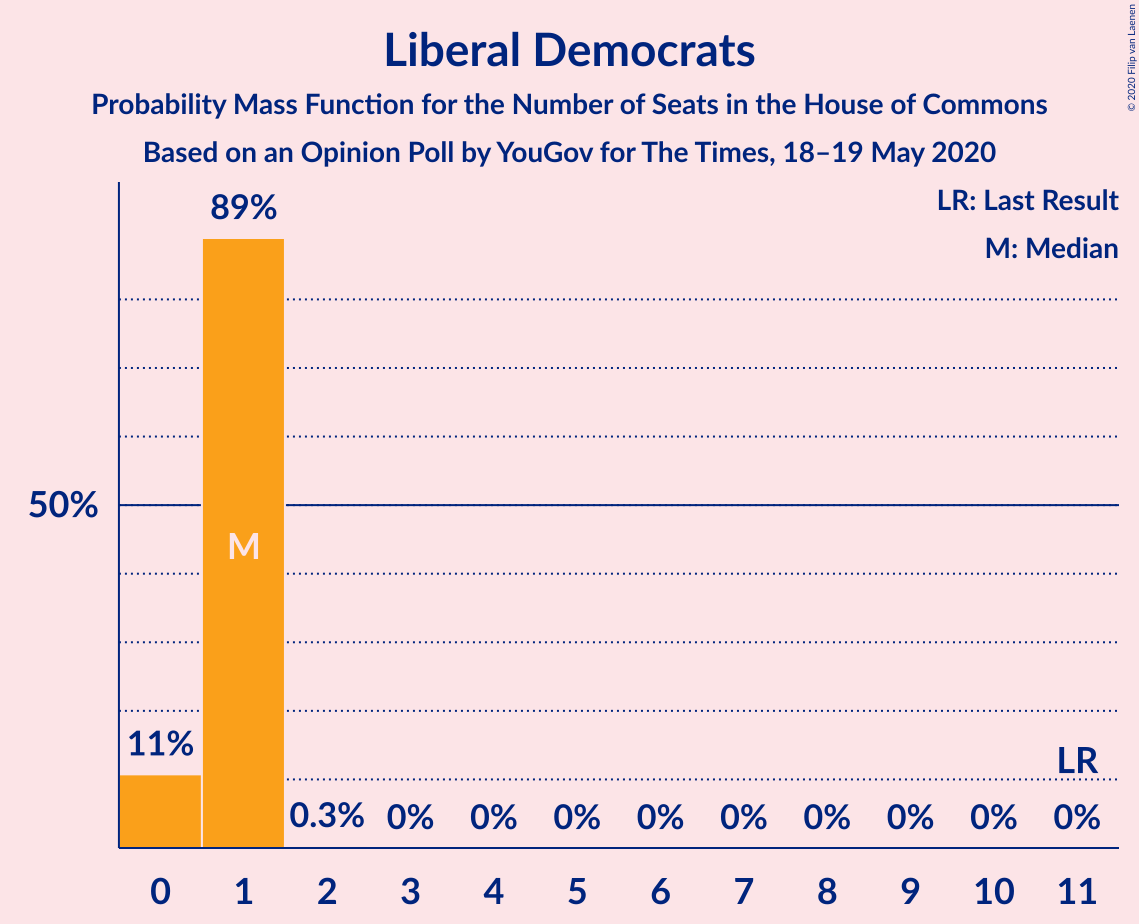 Liberal Democrats
Probability Mass Function for the Number of Seats in the House of Commons
Based on an Opinion Poll by YouGov for The Times, 18–19 May 2020
© 2020 Filip van Laenen
LR: Last Result
M: Median
89%
50%
M
11%
LR
0.3% 0% 0% 0% 0% 0% 0% 0% 0% 0%
0 1 2 3 4 5 6 7 8 9 10 11